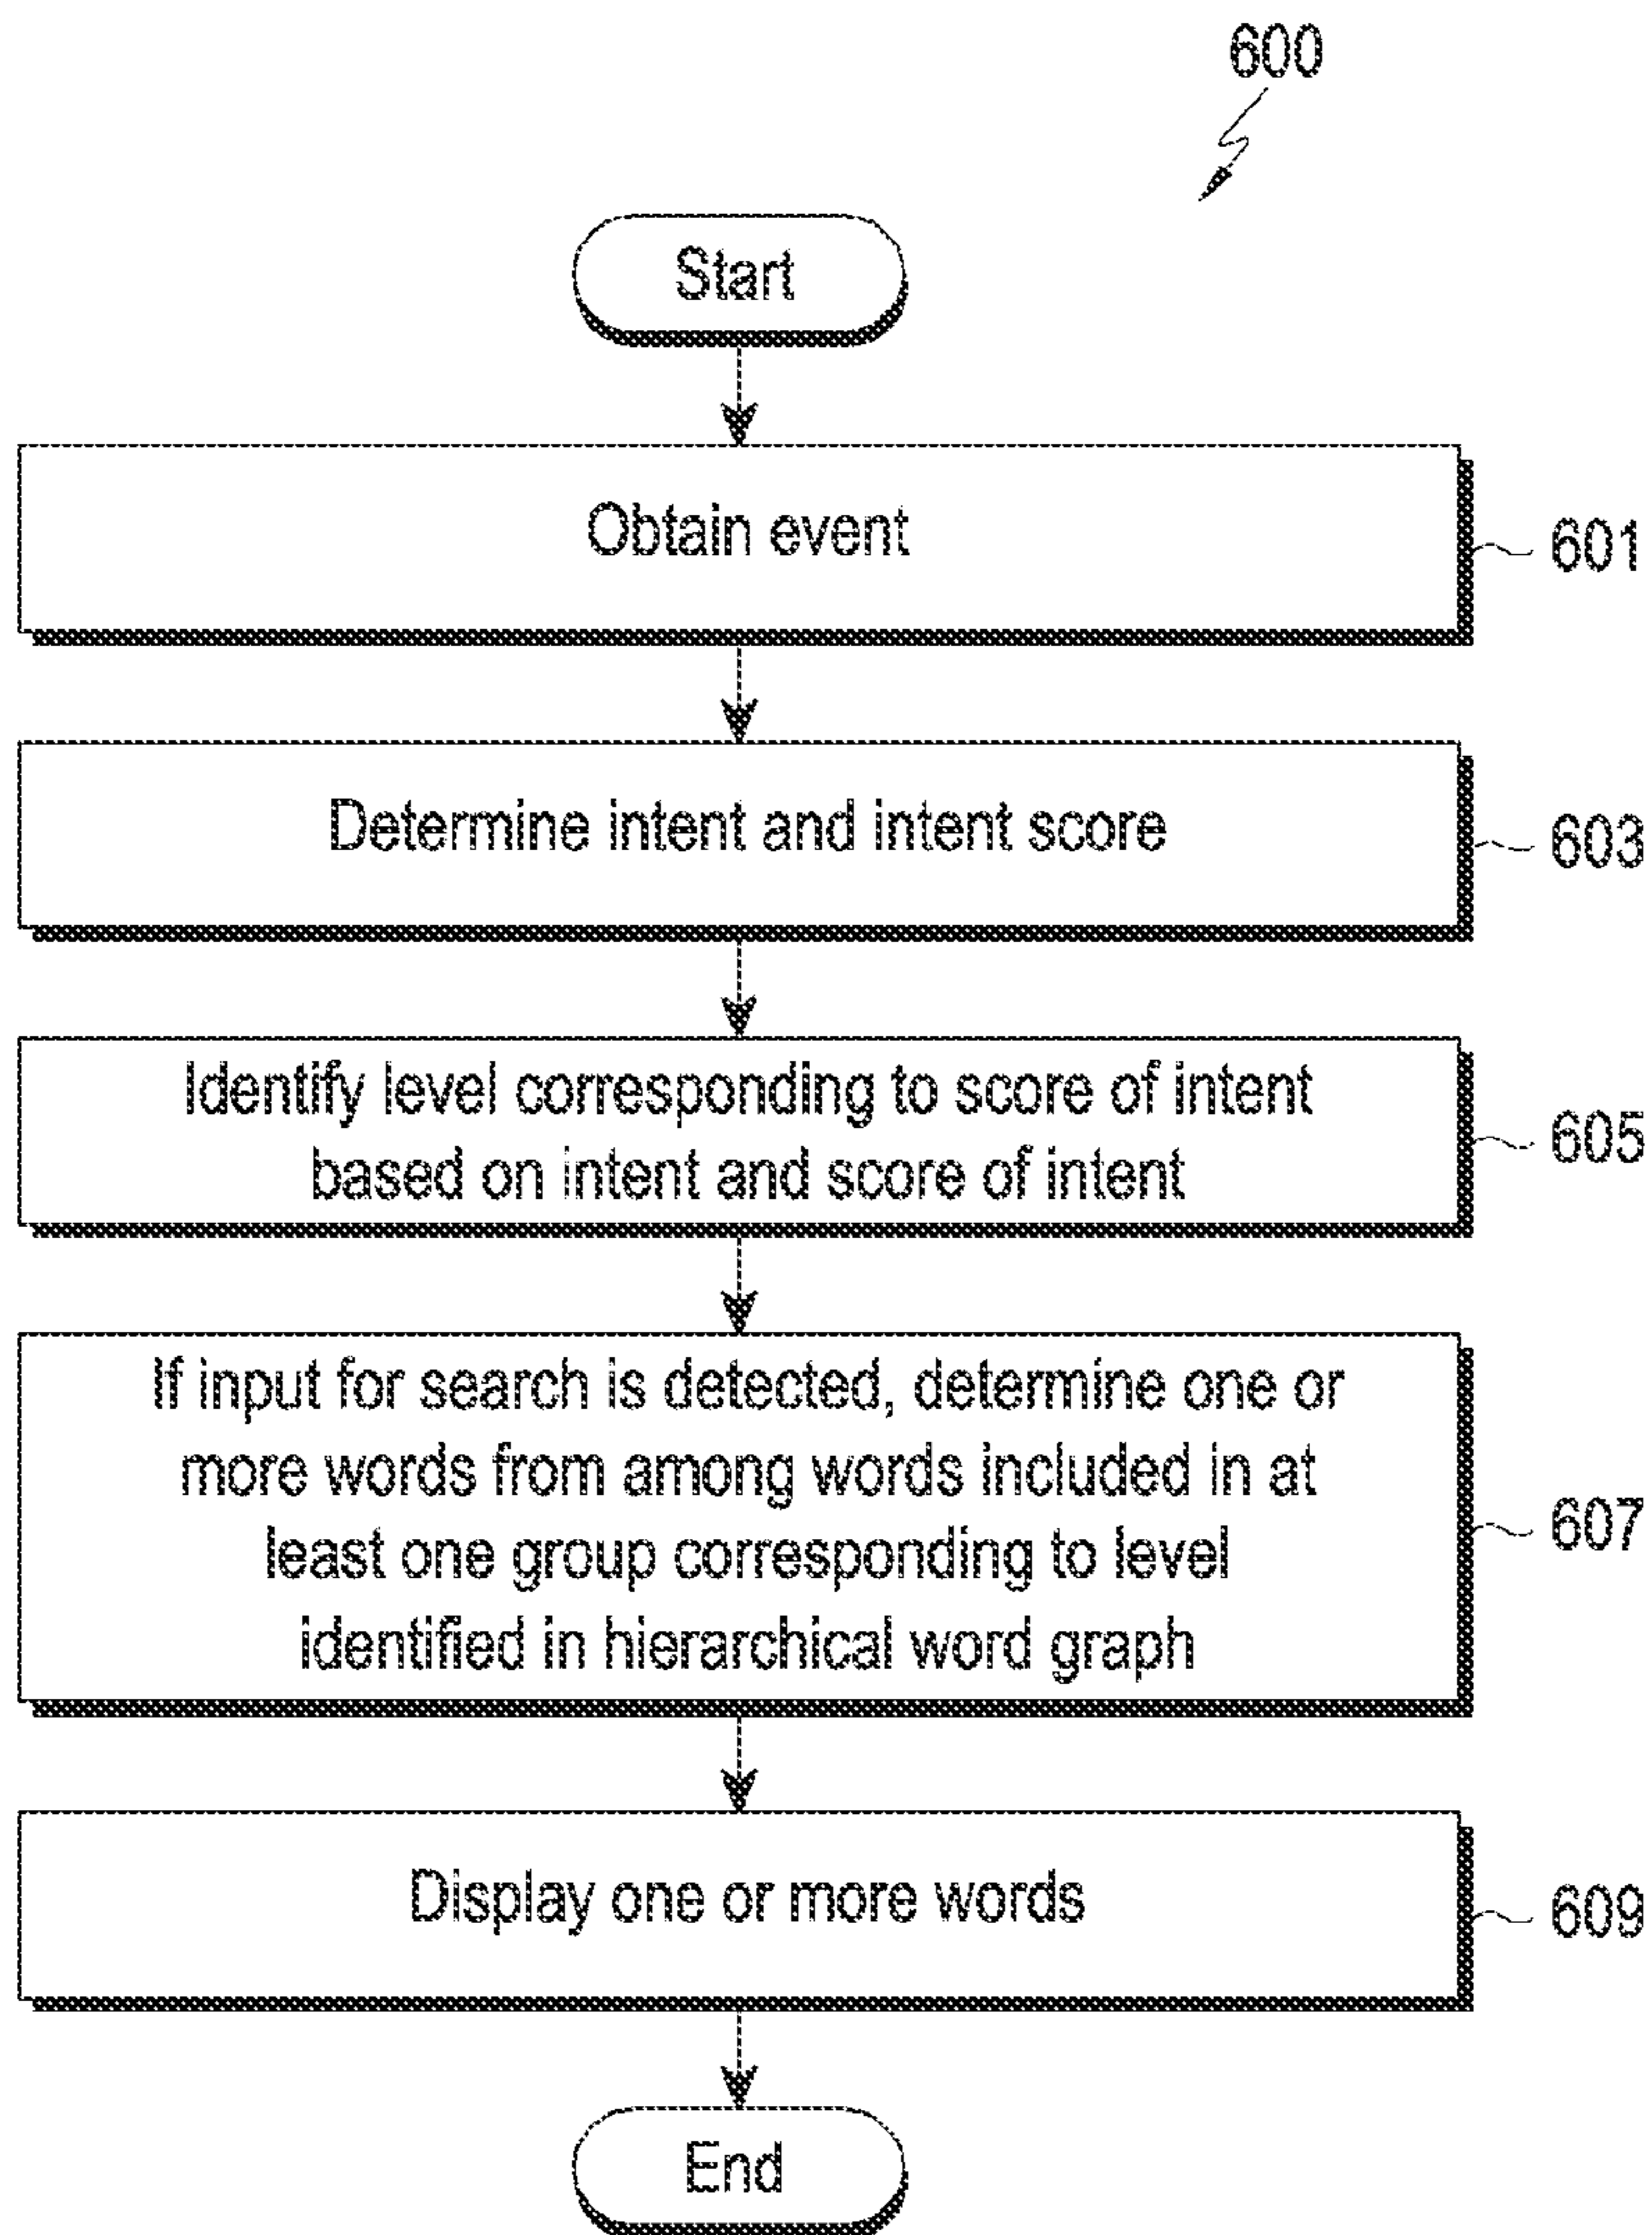 600
Start
Obtain event
601
Determine intent and intent score
603
Identify level corresponding to score of intent
based on intent and score of intent
605
If input for search is detected, determine one or
more words from among words included in at
least one group corresponding to level
identified in hierarchical word graph
607
Display one or more words
609
End